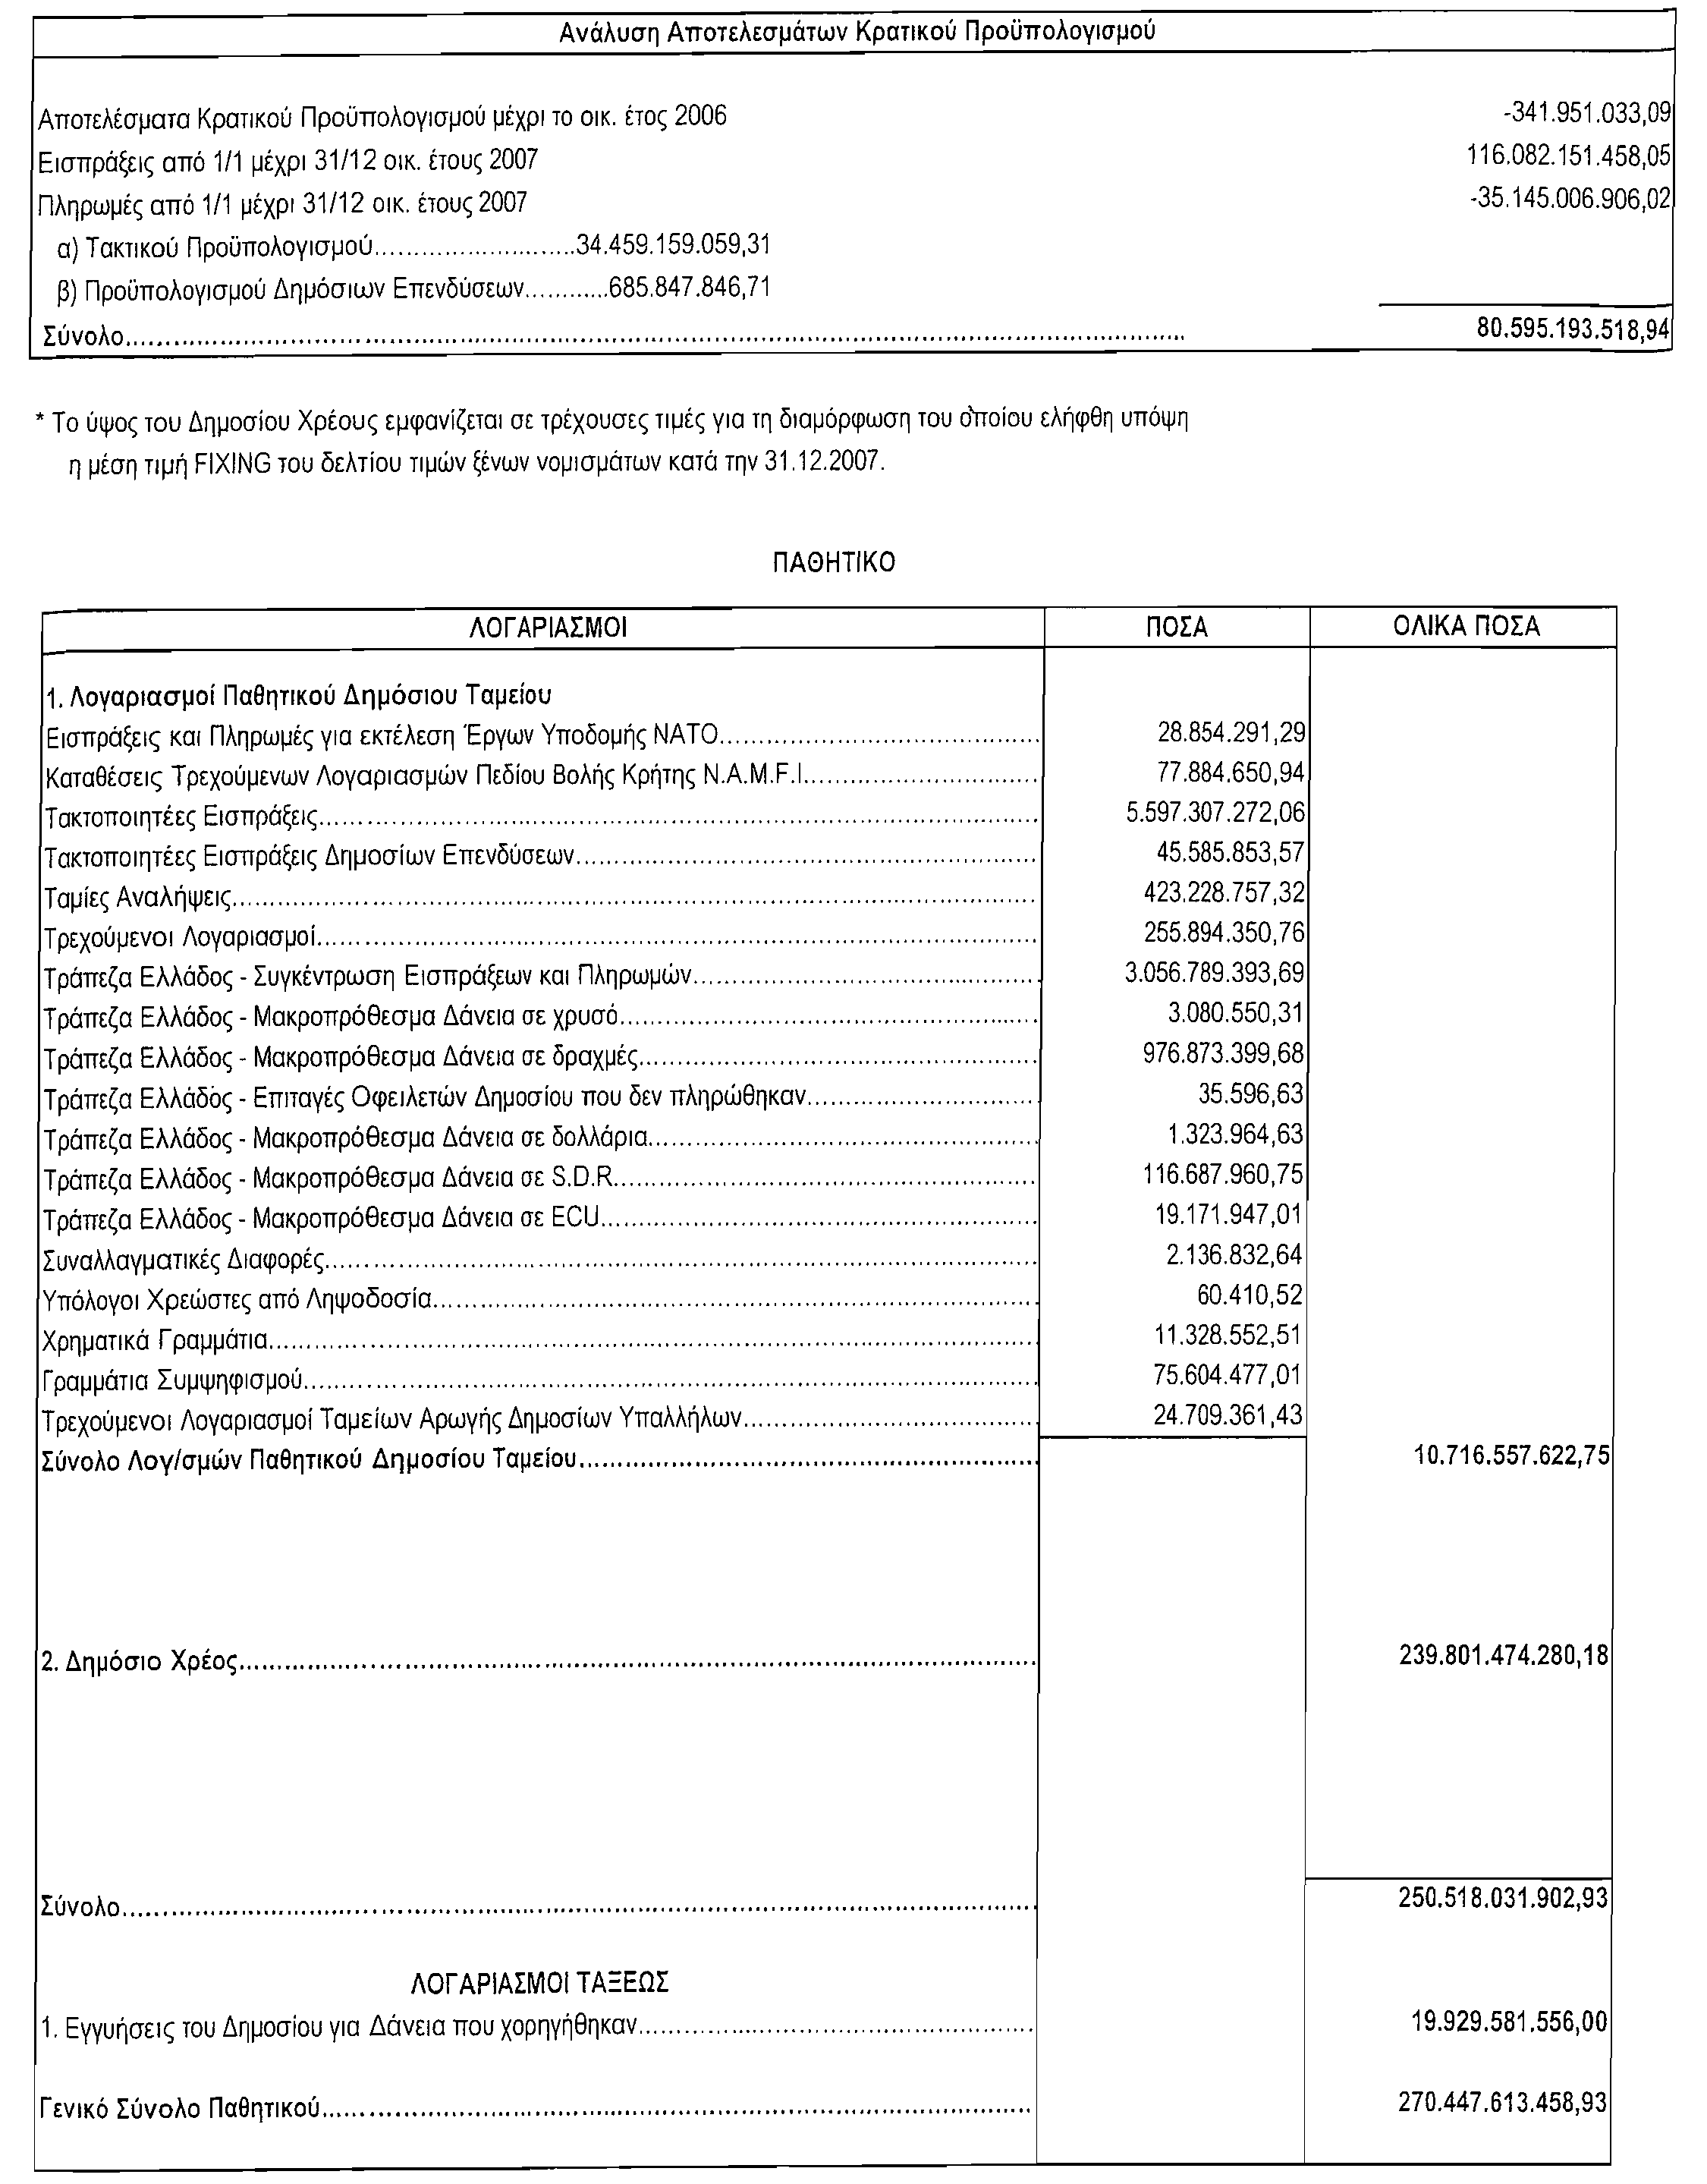 Ανάλυση Αποτελεσμάτων Κρατικού Προϋπολογισμού
Αποτελέσματα Κρατικού Προϋπολογισμού μέχρι το οικ. έτος 2006 -341.951.033,09
Εισπράξεις από 1/1 μέχρι 31/12 οικ. έτους 2007 116.082.151.458,05
Πληρωμές από 1/1 μέχρι 31/12 οικ. έτους 2007 -35.145.006.906,02
α) Τακτικού Προϋπολογισμού.........................34.459.159.059,31
β) Προϋπολογισμού Δημόσιων Επενδύσεων...........685.847.846,71
Σύνολο.......... 80.595.193.518,94
* Το ύψος του Δημοσίου Χρέους εμφανίζεται σε τρέχουσες τιμές για τη διαμόρφωση του οποίου ελήφθη υπόψη
η μέση τιμή FIXING του δελτίου τιμών ξένων νομισμάτων κατά την 31.12.2007.
ΠΑΘΗΤΙΚΟ
ΛΟΓΑΡΙΑΣΜΟΙ ΠΟΣΑ ΟΛΙΚΑ ΠΟΣΑ
1. Λογαριασμοί Παθητικού Δημόσιου Ταμείου
Εισπράξεις και Πληρωμές για εκτέλεση Έργων Υποδομής ΝΑΤΟ.......... 28.854.291,29
Καταθέσεις Τρεχούμενων Λογαριασμών Πεδίου Βολής Κρήτης N.A.M.F.I.......... 77.884.650,94
Τακτοποιητέες Εισπράξεις.......... 5.597.307.272,06
Τακτοποιητέες Εισπράξεις Δημοσίων Επενδύσεων.......... 45.585.853,57
Ταμίες Αναλήψεις.......... 423.228.757,32
Τρεχούμενοι Λογαριασμοί.......... 255.894.350,76
Τράπεζα Ελλάδος - Συγκέντρωση Εισπράξεων και Πληρωμών.......... 3.056.789.393,69
Τράπεζα Ελλάδος - Μακροπρόθεσμα Δάνεια σε χρυσό.......... 3.080.550,31
Τράπεζα Ελλάδος - Μακροπρόθεσμα Δάνεια σε δραχμές.......... 976.873.399,68
Τράπεζα Ελλάδος - Επιταγές Οφειλετών Δημοσίου που δεν πληρώθηκαν.......... 35.596,63
Τράπεζα Ελλάδος - Μακροπρόθεσμα Δάνεια σε δολλάρια.......... 1.323.964,63
Τράπεζα Ελλάδος - Μακροπρόθεσμα Δάνεια σε S.D.R.......... 116.687.960,75
Τράπεζα Ελλάδος - Μακροπρόθεσμα Δάνεια σε ECU.......... 19.171.947,01
Συναλλαγματικές Διαφορές.......... 2.136.832,64
Υπόλογοι Χρεώστες από Ληψοδοσία.......... 60.410,52
Χρηματικά Γραμμάτια.......... 11.328.552,51
Γραμμάτια Συμψηφισμού.......... 75.604.477,01
Τρεχούμενοι Λογαριασμοί Ταμείων Αρωγής Δημοσίων Υπαλλήλων.......... 24.709.361,43
Σύνολο Λογ/σμών Παθητικού Δημοσίου Ταμείου.......... 10.716.557.622,75
2. Δημόσιο Χρέος.......... 239.801.474.280,18
Σύνολο.......... 250.518.031.902,93
ΛΟΓΑΡΙΑΣΜΟΙ ΤΑΞΕΩΣ
1. Εγγυήσεις του Δημοσίου για Δάνεια που χορηγήθηκαν.......... 19.929.581.556,00
Γενικό Σύνολο Παθητικού.......... 270.447.613.458,93